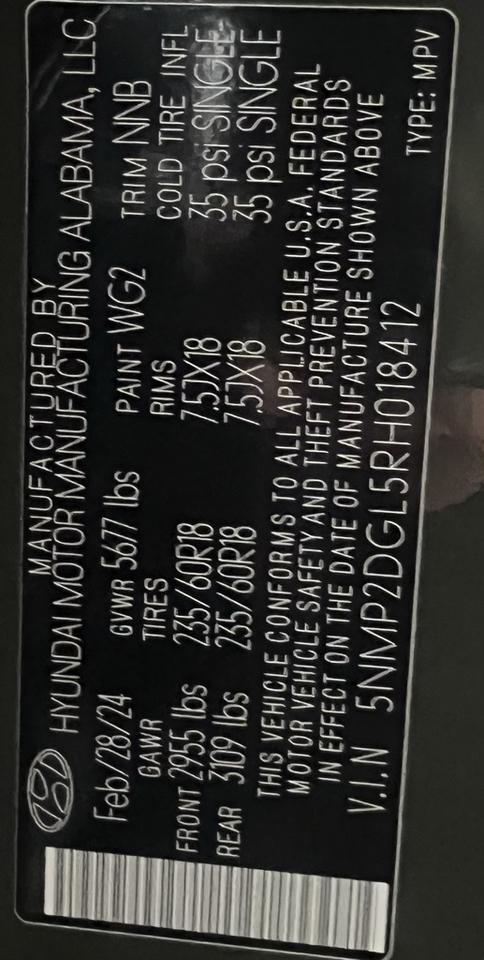 MANUFACTURED BY
HYUNDAI MOTOR MANUFACTURING ALABAMA, LLC
Feb/28/24 GVWR 5677 lbs PAINT WG2 TRIM NNB
GAWR TIRES RIMS COLD TIRE INFL
FRONT 2955 lbs 235/60R18 7.5JX18 35 psi SINGLE
REAR 3109 lbs 235/60R18 7.5JX18 35 psi SINGLE
THIS VEHICLE CONFORMS TO ALL APPLICABLE U.S.A. FEDERAL
MOTOR VEHICLE SAFETY AND THEFT PREVENTION STANDARDS
IN EFFECT ON THE DATE OF MANUFACTURE SHOWN ABOVE
V.I.N 5NMP2DGL5RH018412 TYPE: MPV